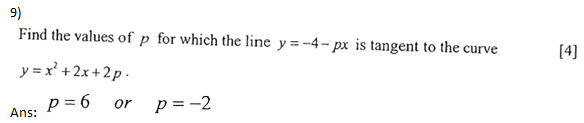 9)
Find the values of p for which the line y = -4 - px is tangent to the curve [4]
y = x² + 2x + 2p .
Ans: p = 6 or p = -2